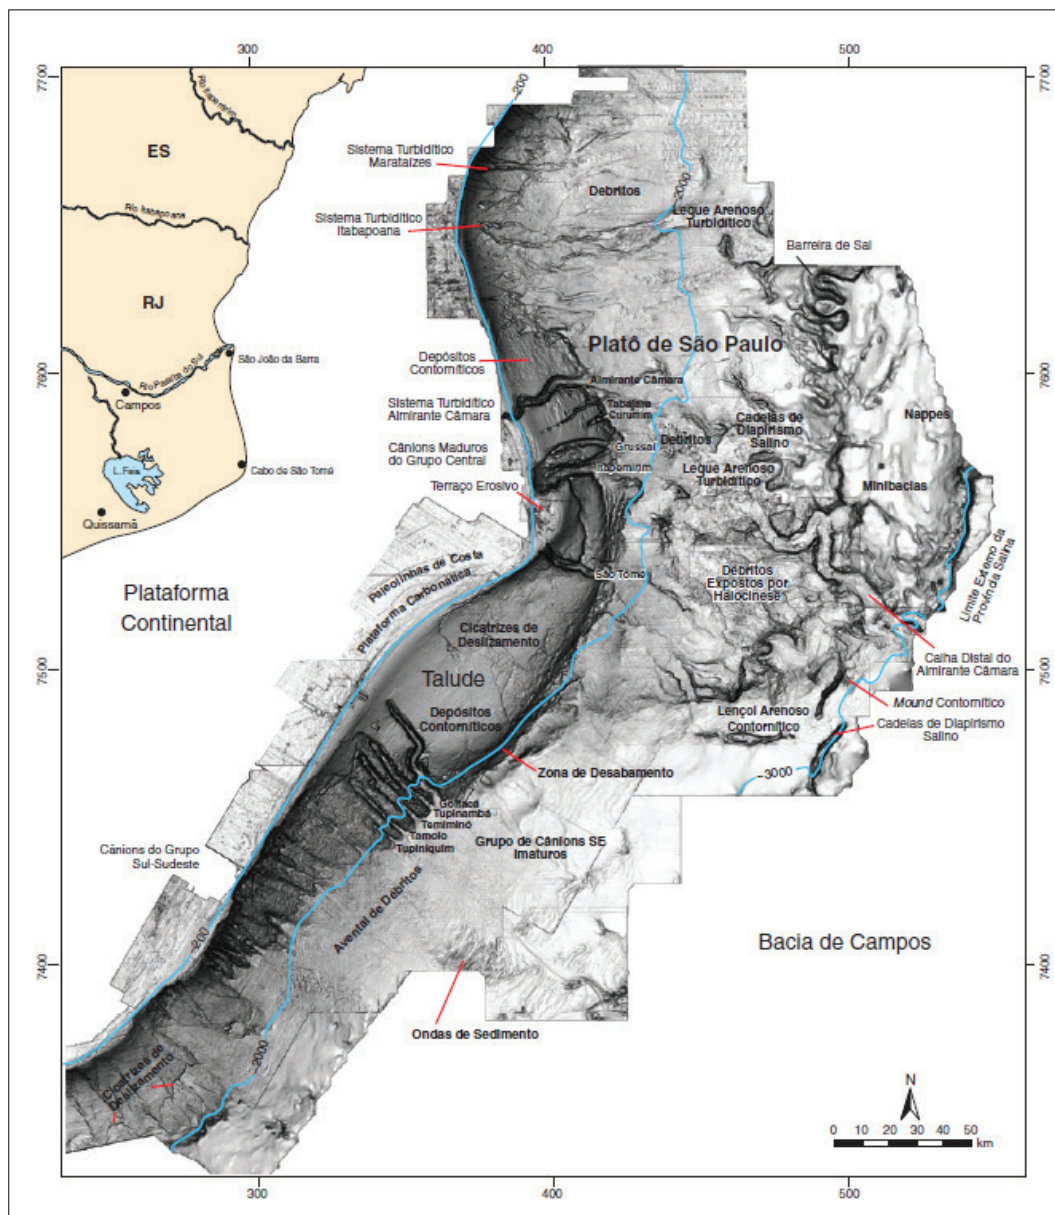 300
400
500
7700
7700
-200
Rio Itapemirim
ES
Sistema Turbidítico
Marataízes
Debritos
-2000
Rio Itabapoana
Sistema Turbidítico
Itabapoana
Leque Arenoso
Turbidítico
Barreira de Sal
RJ
São João da Barra
Rio Paraíba do Sul
Depósitos
Contorníticos
Platô de São Paulo
7600
7600
Almirante Câmara
Campos
Sistema Turbidítico
Almirante Câmara
Tabajara
Curumim
Cadeias de
Diapirismo
Salino
Nappes
Cânions Maduros
do Grupo Central
Grussaí
Debritos
L. Feia
Cabo de São Tomé
Itapemirim
Leque Arenoso
Turbidítico
Minibacias
Terraço Erosivo
Quissamã
Paleolinhas de Costa
Plataforma Carbonática
São Tomé
Debritos
Expostos por
Halocinese
Limite Externo da
Província Salina
Plataforma
Continental
Cicatrizes de
Deslizamento
Calha Distal do
Almirante Câmara
7500
7500
Talude
Mound Contornítico
Depósitos
Contorníticos
Lençol Arenoso
Contornítico
Cadeias de Diapirismo
Salino
Zona de Desabamento
-3000
Goitacá
Tupinambá
Temiminó
Tamoio
Tupiniquim
Grupo de Cânions SE
Imaturos
Cânions do Grupo
Sul-Sudeste
Avental de Debritos
-200
Bacia de Campos
7400
7400
Ondas de Sedimento
-2000
Cicatrizes de
Deslizamento
N
0 10 20 30 40 50
km
300
400
500